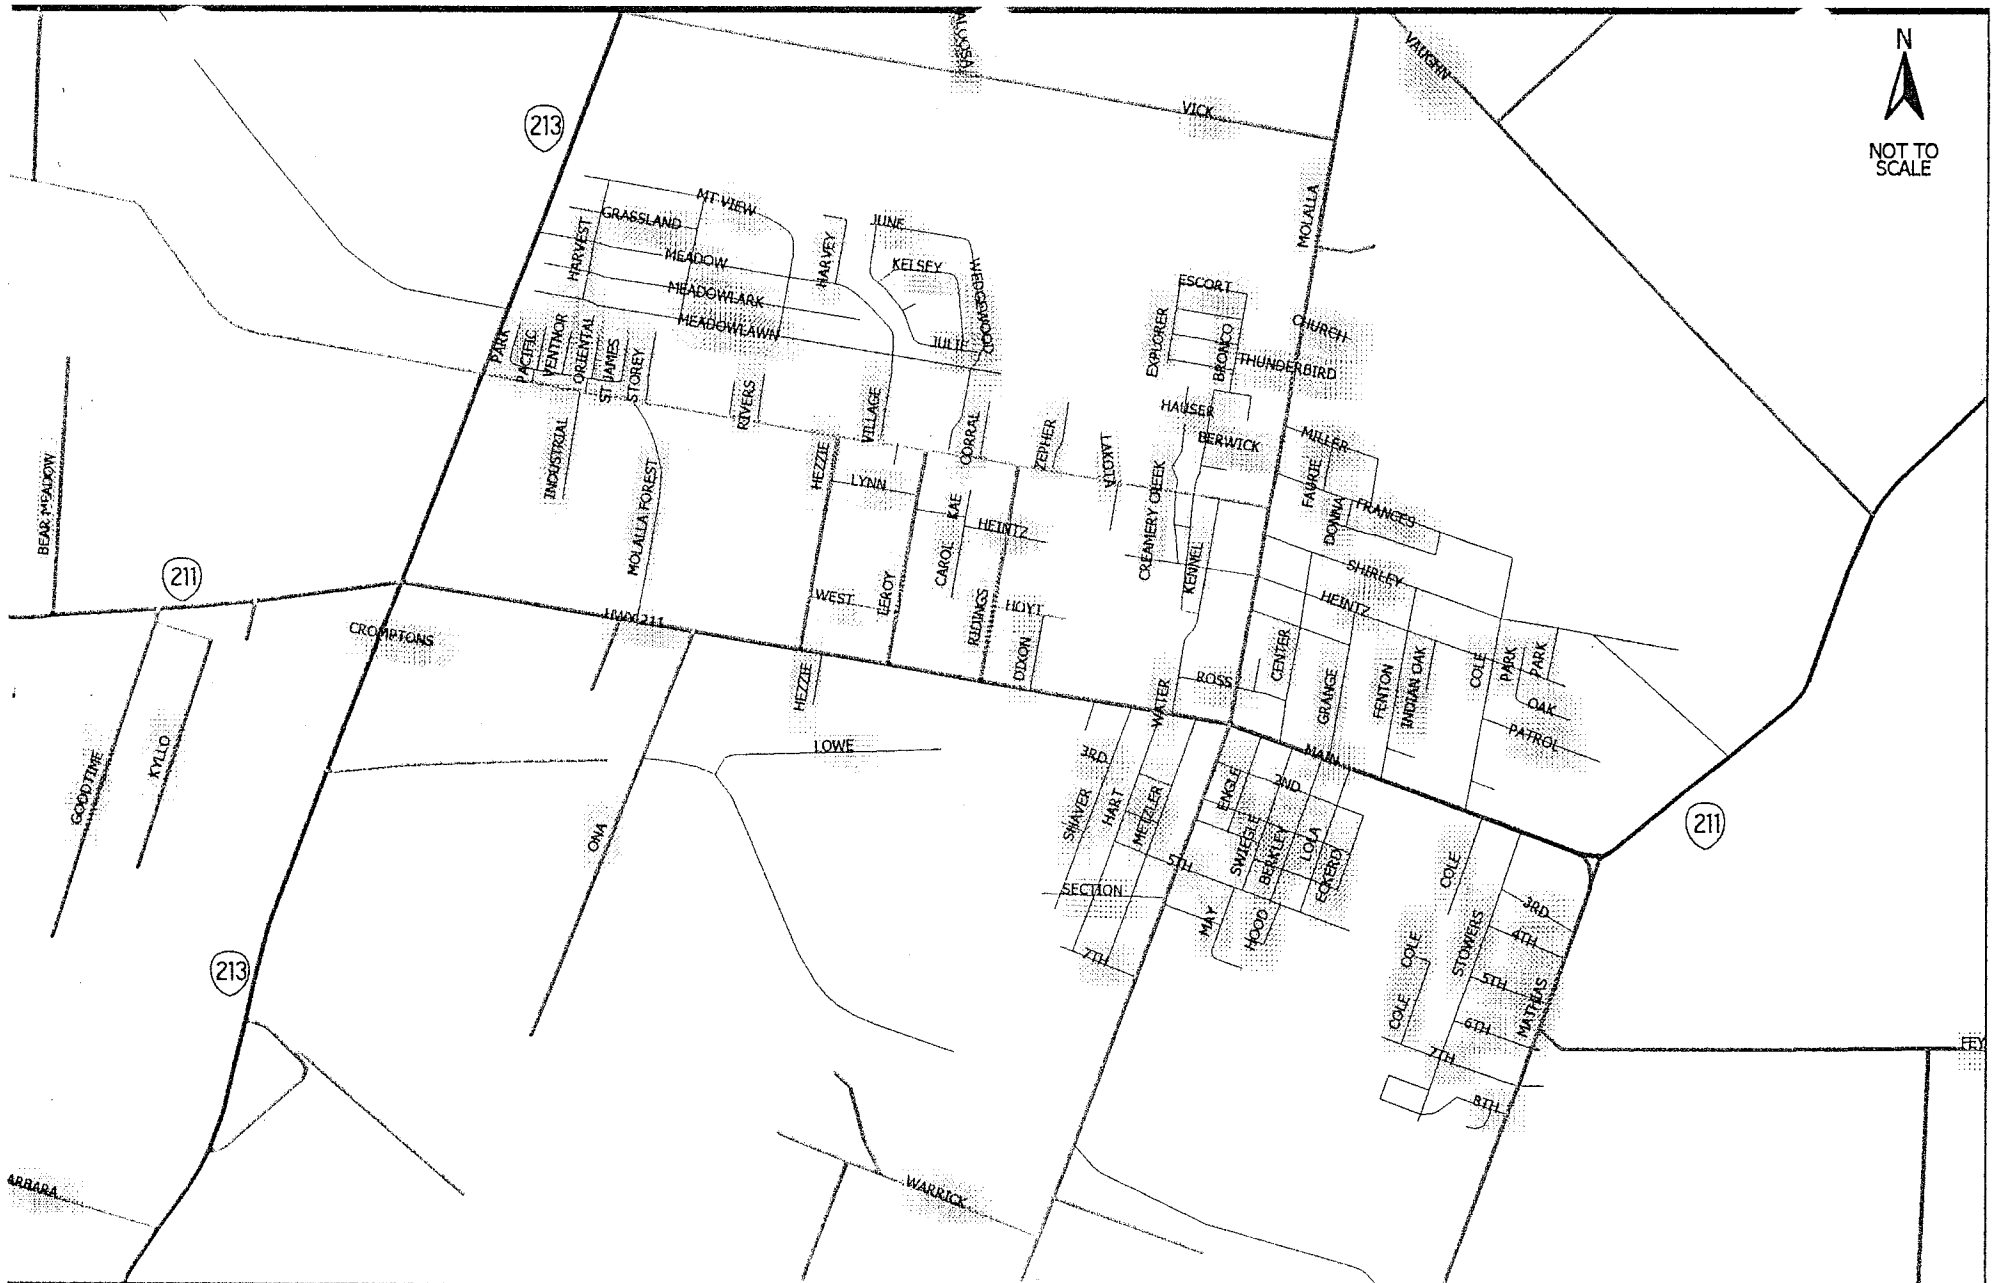 VAUGHN
N
NOT TO
SCALE
VICK
213
MOLALLA
MT VIEW
GRASSLAND
HARVEST
MEADOW
HARVEY
JUNE
KELSEY
WEDGEWOOD
MEADOWLARK
MEADOWLAWN
JULIE
ESCORT
EXPLORER
BRONCO
CHURCH
THUNDERBIRD
PARK
PACIFIC
VENTNOR
ORIENTAL
ST JAMES
STOREY
RIVERS
VILLAGE
CORRAL
ZEPHER
LAKOTA
HAUSER
BERWICK
MILLER
FAURIE
FRANCES
DONNA
INDUSTRIAL
MOLALLA FOREST
HEZZIE
LYNN
KAE
CAROL
HEINTZ
CREAMERY CREEK
KENNEL
SHIRLEY
HEINTZ
BEAR MEADOW
211
HWY 211
CROMPTONS
WEST
LEROY
RIDINGS
HOYT
DIXON
HEZZIE
WATER
ROSS
CENTER
GRANGE
FENTON
INDIAN OAK
COLE
PARK
PARK
OAK
PATROL
GOODTIME
KYLLO
LOWE
ONA
MAIN
3RD
SHAVER
HART
METZLER
ENGLE
2ND
SWIEGLE
BERKLEY
LOLA
ECKERD
5TH
SECTION
MAY
HOOD
7TH
211
COLE
COLE
COLE
STOWERS
3RD
4TH
5TH
6TH
7TH
8TH
MATHIAS
213
FEY
ARBARA
WARRICK